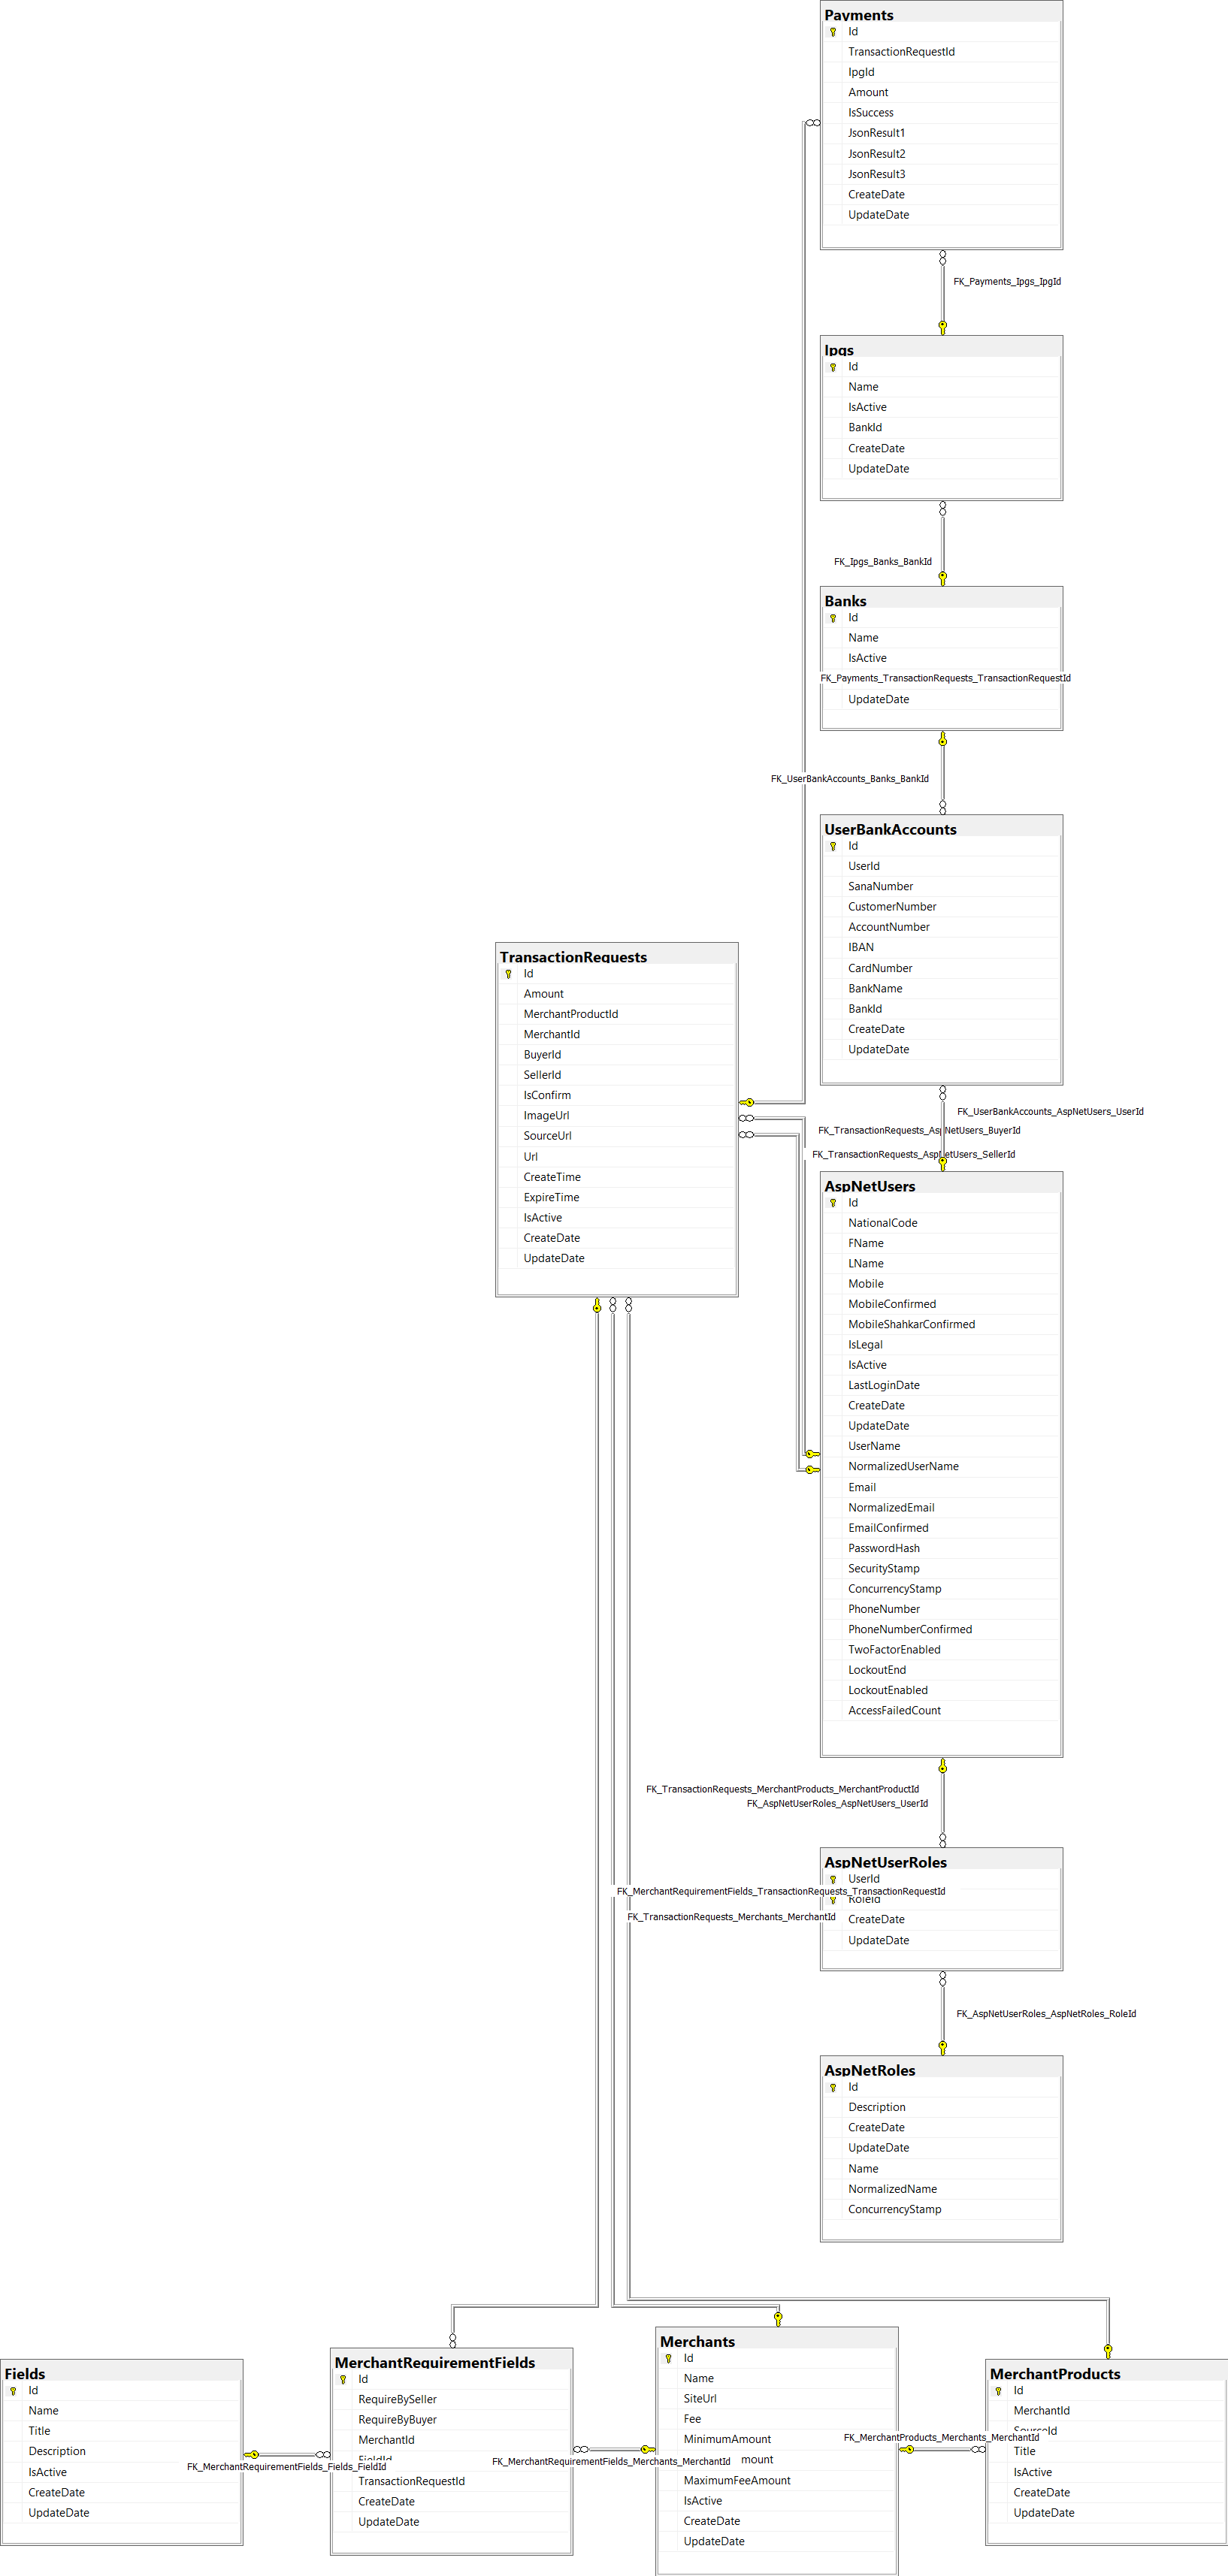 Payments
Id
TransactionRequestId
IpgId
Amount
IsSuccess
JsonResult1
JsonResult2
JsonResult3
CreateDate
UpdateDate
FK_Payments_Ipgs_IpgId
Ipgs
Id
Name
IsActive
BankId
CreateDate
UpdateDate
FK_Ipgs_Banks_BankId
Banks
Id
Name
IsActive
FK_Payments_TransactionRequests_TransactionRequestId
UpdateDate
FK_UserBankAccounts_Banks_BankId
UserBankAccounts
Id
UserId
SanaNumber
CustomerNumber
AccountNumber
IBAN
CardNumber
BankName
BankId
CreateDate
UpdateDate
TransactionRequests
Id
Amount
MerchantProductId
MerchantId
BuyerId
SellerId
IsConfirm
ImageUrl
SourceUrl
Url
CreateTime
ExpireTime
IsActive
CreateDate
UpdateDate
FK_UserBankAccounts_AspNetUsers_UserId
FK_TransactionRequests_AspNetUsers_BuyerId
FK_TransactionRequests_AspNetUsers_SellerId
AspNetUsers
Id
NationalCode
FName
LName
Mobile
MobileConfirmed
MobileShahkarConfirmed
IsLegal
IsActive
LastLoginDate
CreateDate
UpdateDate
UserName
NormalizedUserName
Email
NormalizedEmail
EmailConfirmed
PasswordHash
SecurityStamp
ConcurrencyStamp
PhoneNumber
PhoneNumberConfirmed
TwoFactorEnabled
LockoutEnd
LockoutEnabled
AccessFailedCount
FK_TransactionRequests_MerchantProducts_MerchantProductId
FK_AspNetUserRoles_AspNetUsers_UserId
AspNetUserRoles
UserId
FK_MerchantRequirementFields_TransactionRequests_TransactionRequestId
RoleId
FK_TransactionRequests_Merchants_MerchantId
CreateDate
UpdateDate
FK_AspNetUserRoles_AspNetRoles_RoleId
AspNetRoles
Id
Description
CreateDate
UpdateDate
Name
NormalizedName
ConcurrencyStamp
Fields
Id
Name
Title
Description
IsActive
CreateDate
UpdateDate
FK_MerchantRequirementFields_Fields_FieldId
MerchantRequirementFields
Id
RequireBySeller
RequireByBuyer
MerchantId
FieldId
TransactionRequestId
CreateDate
UpdateDate
FK_MerchantRequirementFields_Merchants_MerchantId
Merchants
Id
Name
SiteUrl
Fee
MinimumAmount
mount
MaximumFeeAmount
IsActive
CreateDate
UpdateDate
FK_MerchantProducts_Merchants_MerchantId
MerchantProducts
Id
MerchantId
SourceId
Title
IsActive
CreateDate
UpdateDate